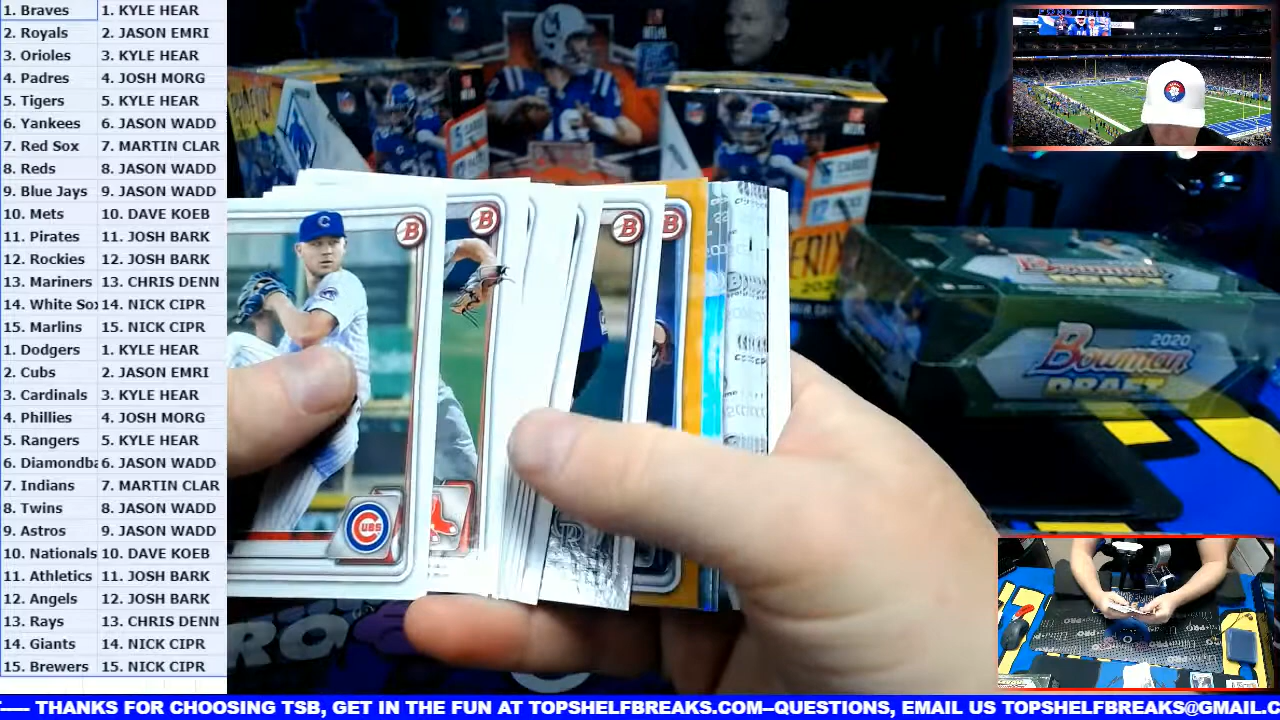 1. Braves 1. KYLE HEAR
2. Royals 2. JASON EMRI
3. Orioles 3. KYLE HEAR
4. Padres 4. JOSH MORG
5. Tigers 5. KYLE HEAR
6. Yankees 6. JASON WADD
7. Red Sox 7. MARTIN CLAR
8. Reds 8. JASON WADD
9. Blue Jays 9. JASON WADD
10. Mets 10. DAVE KOEB
11. Pirates 11. JOSH BARK
12. Rockies 12. JOSH BARK
13. Mariners 13. CHRIS DENN
14. White Sox 14. NICK CIPR
15. Marlins 15. NICK CIPR
1. Dodgers 1. KYLE HEAR
2. Cubs 2. JASON EMRI
3. Cardinals 3. KYLE HEAR
4. Phillies 4. JOSH MORG
5. Rangers 5. KYLE HEAR
6. Diamondba 6. JASON WADD
7. Indians 7. MARTIN CLAR
8. Twins 8. JASON WADD
9. Astros 9. JASON WADD
10. Nationals 10. DAVE KOEB
11. Athletics 11. JOSH BARK
12. Angels 12. JOSH BARK
13. Rays 13. CHRIS DENN
14. Giants 14. NICK CIPR
15. Brewers 15. NICK CIPR
B
B
B
B
C
CUBS
2020
Bowman
DRAFT
Bowman
THANKS FOR CHOOSING TSB, GET IN THE FUN AT TOPSHELFBREAKS.COM--QUESTIONS, EMAIL US TOPSHELFBREAKS@GMAIL.C